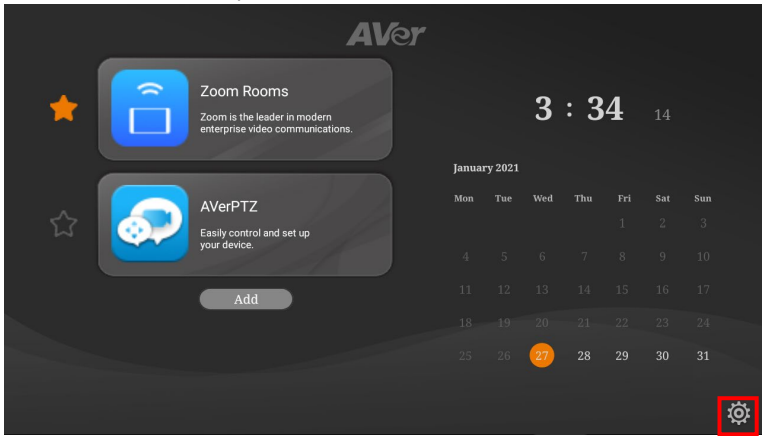 AVer
Zoom Rooms
Zoom is the leader in modern
enterprise video communications.
AVerPTZ
Easily control and set up
your device.
Add
3 : 34 14
January 2021
Mon Tue Wed Thu Fri Sat Sun
1 2 3
4 5 6 7 8 9 10
11 12 13 14 15 16 17
18 19 20 21 22 23 24
25 26 27 28 29 30 31